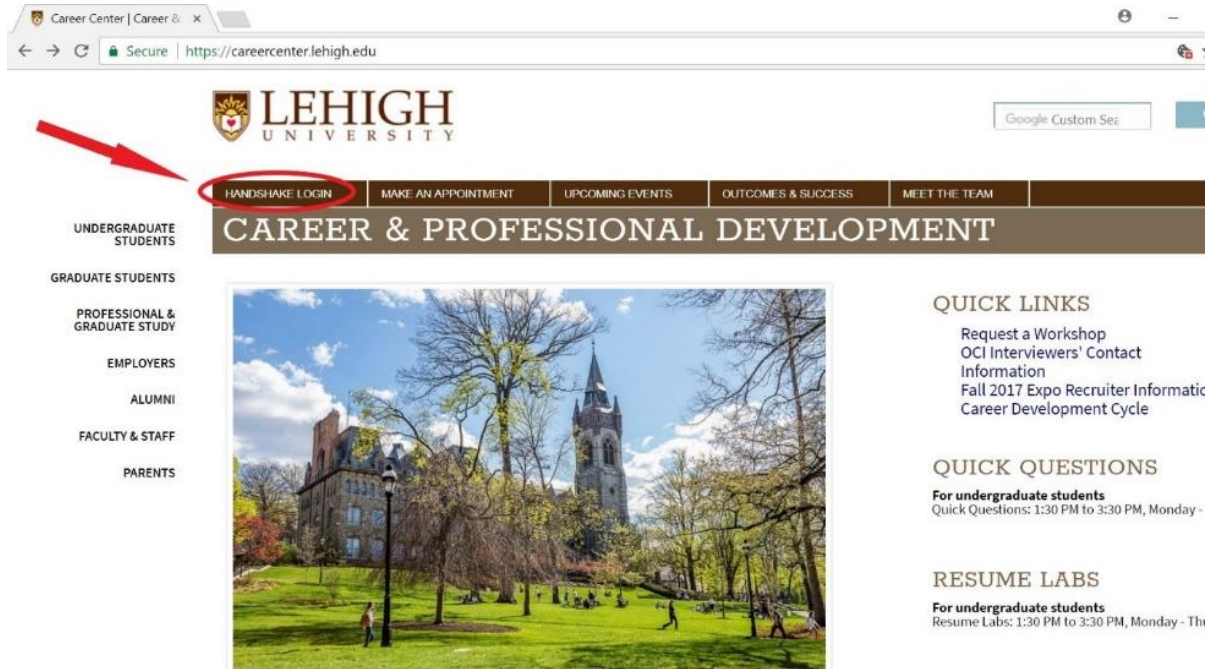 Career Center | Career &
Secure | https://careercenter.lehigh.edu
LEHIGH
UNIVERSITY
Google Custom Sea
HANDSHAKE LOGIN
MAKE AN APPOINTMENT
UPCOMING EVENTS
OUTCOMES & SUCCESS
MEET THE TEAM
CAREER & PROFESSIONAL DEVELOPMENT
UNDERGRADUATE
STUDENTS
GRADUATE STUDENTS
PROFESSIONAL &
GRADUATE STUDY
EMPLOYERS
ALUMNI
FACULTY & STAFF
PARENTS
QUICK LINKS
Request a Workshop
OCI Interviewers' Contact
Information
Fall 2017 Expo Recruiter Informatic
Career Development Cycle
QUICK QUESTIONS
For undergraduate students
Quick Questions: 1:30 PM to 3:30 PM, Monday -
RESUME LABS
For undergraduate students
Resume Labs: 1:30 PM to 3:30 PM, Monday - Thu